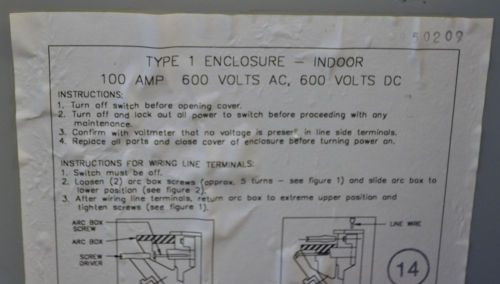 50209
TYPE 1 ENCLOSURE - INDOOR
100 AMP 600 VOLTS AC, 600 VOLTS DC
INSTRUCTIONS:
1. Turn off switch before opening cover.
2. Turn off and lock out all power to switch before proceeding with any
maintenance.
3. Confirm with voltmeter that no voltage is present in line side terminals.
4. Replace all parts and close cover of enclosure before turning power on.
INSTRUCTIONS FOR WIRING LINE TERMINALS:
1. Switch must be off.
2. Loosen (2) arc box screws (approx. 5 turns - see figure 1) and slide arc box to
lower position (see figure 2).
3. After wiring line terminals, return arc box to extreme upper position and
tighten screws (see figure 1).
ARC BOX
SCREW
ARC BOX
SCREW
DRIVER
LINE WIRE
14